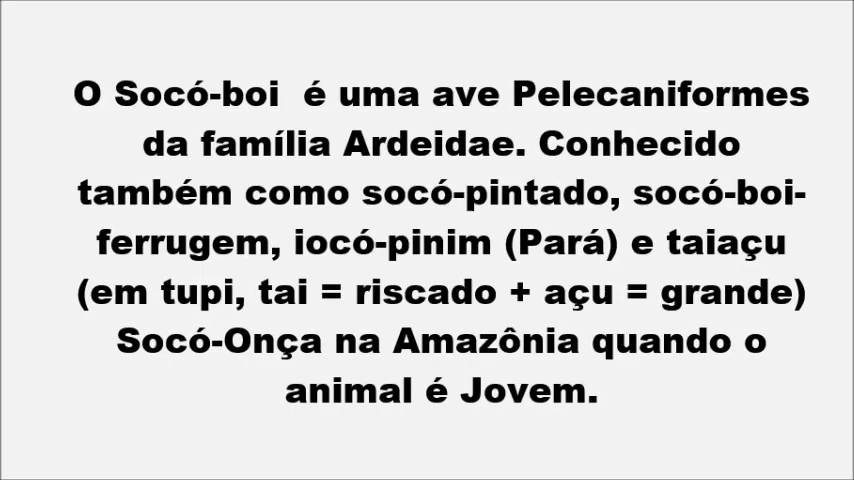 O Socó-boi é uma ave Pelecaniformes
da família Ardeidae. Conhecido
também como socó-pintado, socó-boi-
ferrugem, iocó-pinim (Pará) e taiaçu
(em tupi, tai = riscado + açu = grande)
Socó-Onça na Amazônia quando o
animal é Jovem.